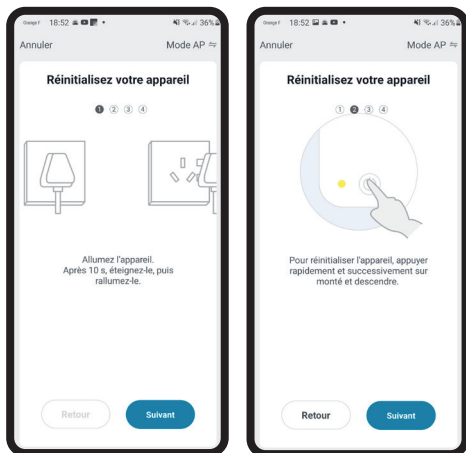 Orange F 18:52 36%
Annuler Mode AP
Réinitialisez votre appareil
1 2 3 4
Allumez l'appareil.
Après 10 s, éteignez-le, puis
rallumez-le.
Retour Suivant
Orange F 18:52 36%
Annuler Mode AP
Réinitialisez votre appareil
1 2 3 4
Pour réinitialiser l'appareil, appuyer
rapidement et successivement sur
monté et descendre.
Retour Suivant